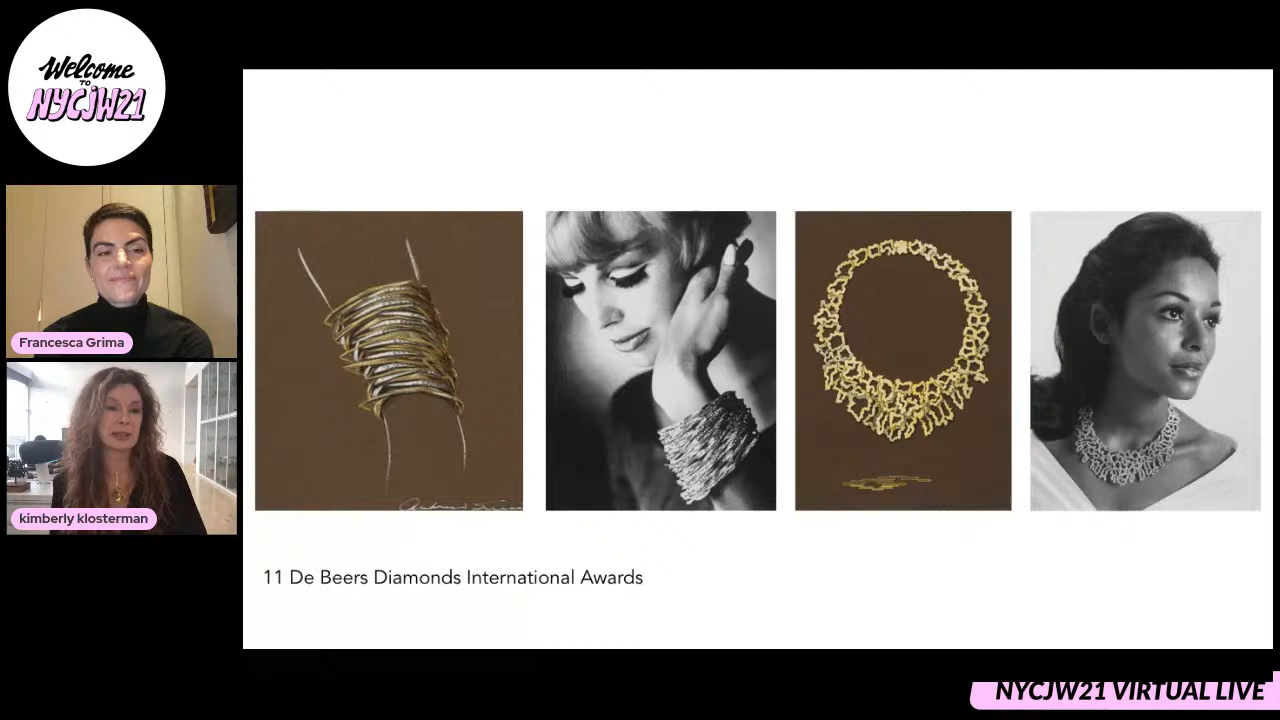 Welcome
TO
NYCJW21
Francesca Grima
kimberly klosterman
11 De Beers Diamonds International Awards
NYCJW21 VIRTUAL LIVE